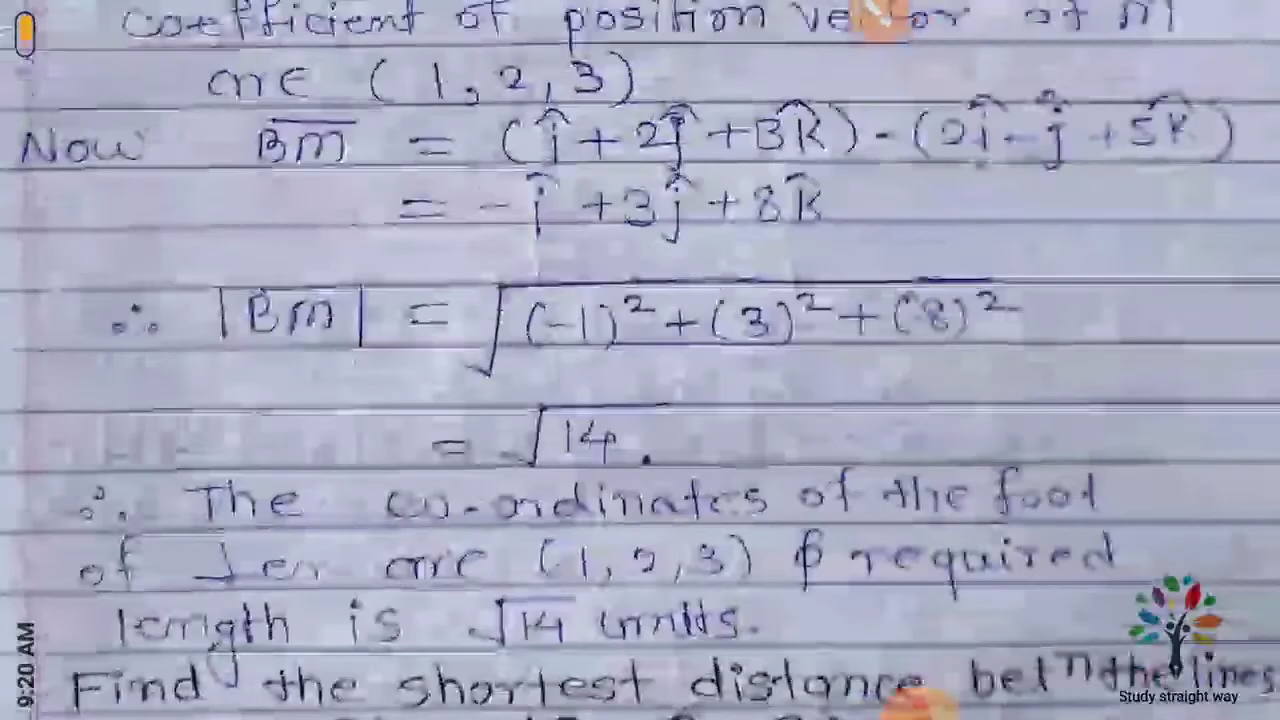 coefficient of position vector of M
are (1, 2, 3)
Now BM = (î + 2ĵ + 3k̂) - (2î - ĵ + 5k̂)
= -î + 3ĵ + 8k̂
∴ |BM| = √(-1)² + (3)² + (8)²
= √14.
∴ The co-ordinates of the foot
of ⊥er are (1, 2, 3) & required
length is √14 units.
Find the shortest distance betⁿ the lines
Study straight way
9:20 AM